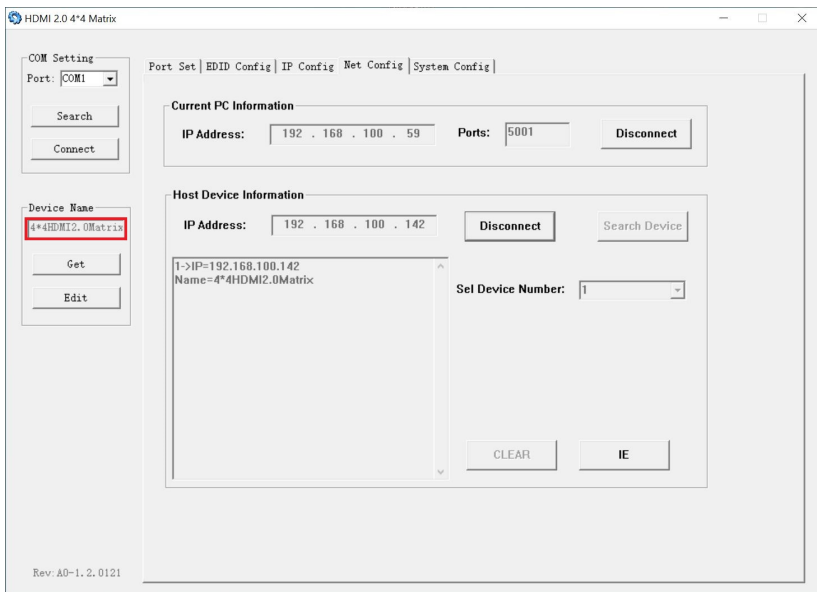 HDMI 2.0 4*4 Matrix
COM Setting
Port: COM1
Search
Connect
Device Name
4*4HDMI2.0Matrix
Get
Edit
Rev:A0-1.2.0121
Port Set EDID Config IP Config Net Config System Config
Current PC Information
IP Address: 192 . 168 . 100 . 59 Ports: 5001 Disconnect
Host Device Information
IP Address: 192 . 168 . 100 . 142 Disconnect Search Device
1->IP=192.168.100.142
Name=4*4HDMI2.0Matrix
Sel Device Number: 1
CLEAR IE